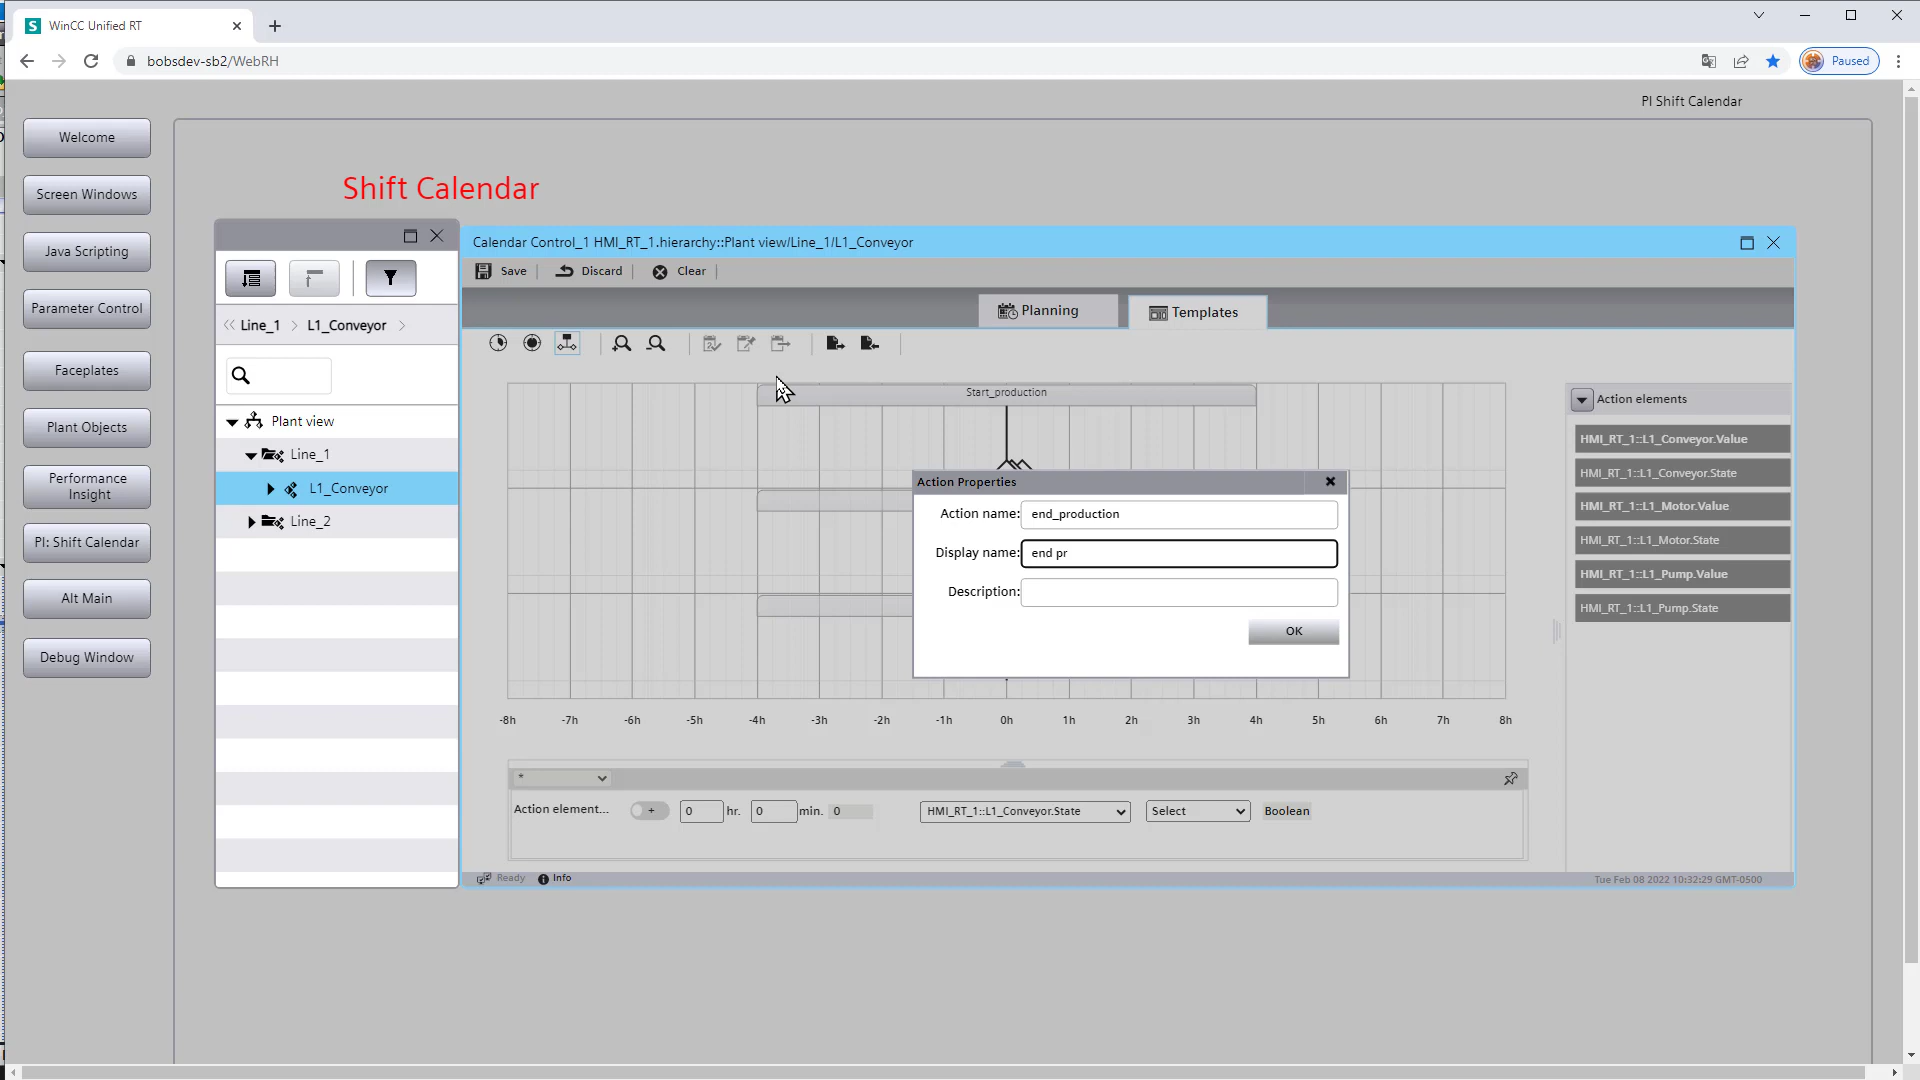 WinCC Unified RT
bobsdev-sb2/WebRH
Paused
PI Shift Calendar
Welcome
Screen Windows
Java Scripting
Parameter Control
Faceplates
Plant Objects
Performance
Insight
PI: Shift Calendar
Alt Main
Debug Window
Shift Calendar
Line_1
L1_Conveyor
Plant view
Line_1
L1_Conveyor
Line_2
Calendar Control_1 HMI_RT_1.hierarchy::Plant view/Line_1/L1_Conveyor
Save
Discard
Clear
Planning
Templates
Start_production
Action Properties
Action name: end_production
Display name: end pr
Description:
OK
-8h -7h -6h -5h -4h -3h -2h -1h 0h 1h 2h 3h 4h 5h 6h 7h 8h
Action elements
HMI_RT_1::L1_Conveyor.Value
HMI_RT_1::L1_Conveyor.State
HMI_RT_1::L1_Motor.Value
HMI_RT_1::L1_Motor.State
HMI_RT_1::L1_Pump.Value
HMI_RT_1::L1_Pump.State
*
Action element... + 0 hr. 0 min. 0 HMI_RT_1::L1_Conveyor.State Select Boolean
Ready Info
Tue Feb 08 2022 10:32:29 GMT-0500